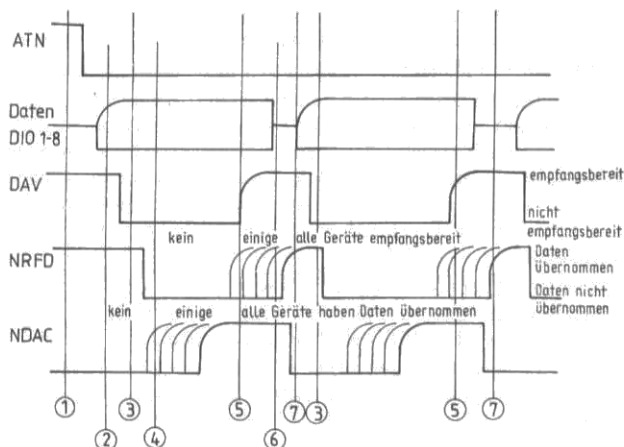 ATN
Daten
DIO 1-8
DAV
empfangsbereit
nicht
empfangsbereit
kein einige alle Geräte empfangsbereit
NRFD
Daten
übernommen
Daten nicht
übernommen
kein einige alle Geräte haben Daten übernommen
NDAC
1 3 5 7 3 5 7
2 4 6